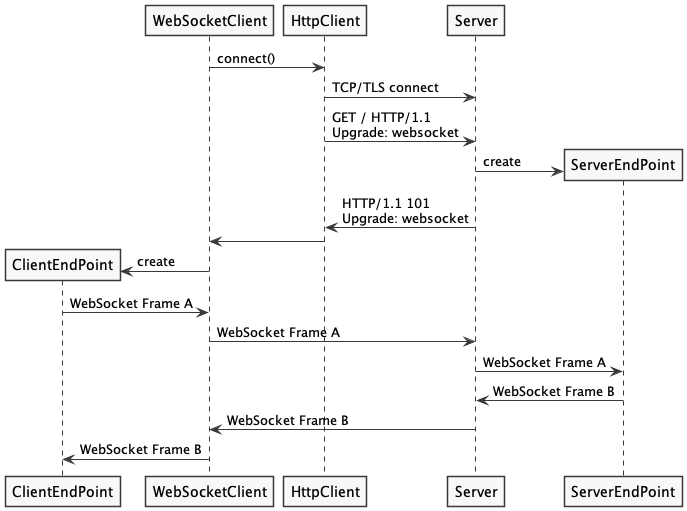 WebSocketClient
HttpClient
Server
connect()
TCP/TLS connect
GET / HTTP/1.1
Upgrade: websocket
create
ServerEndPoint
HTTP/1.1 101
Upgrade: websocket
ClientEndPoint
create
WebSocket Frame A
WebSocket Frame A
WebSocket Frame A
WebSocket Frame B
WebSocket Frame B
WebSocket Frame B
ClientEndPoint
WebSocketClient
HttpClient
Server
ServerEndPoint